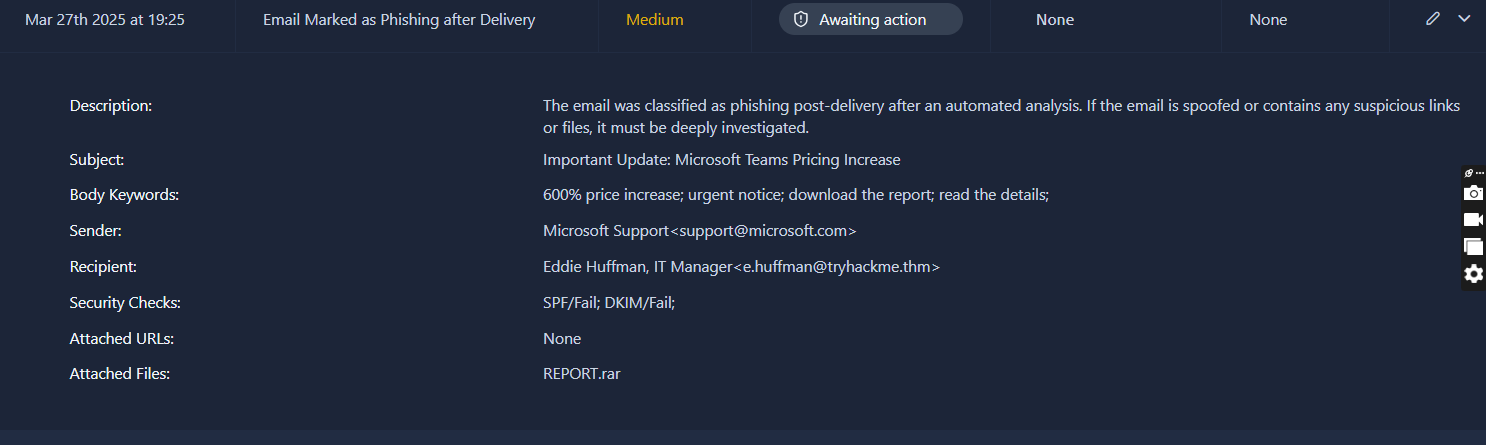 Mar 27th 2025 at 19:25 Email Marked as Phishing after Delivery Medium Awaiting action None None
Description: The email was classified as phishing post-delivery after an automated analysis. If the email is spoofed or contains any suspicious links
or files, it must be deeply investigated.
Subject: Important Update: Microsoft Teams Pricing Increase
Body Keywords: 600% price increase; urgent notice; download the report; read the details;
Sender: Microsoft Support<support@microsoft.com>
Recipient: Eddie Huffman, IT Manager<e.huffman@tryhackme.thm>
Security Checks: SPF/Fail; DKIM/Fail;
Attached URLs: None
Attached Files: REPORT.rar